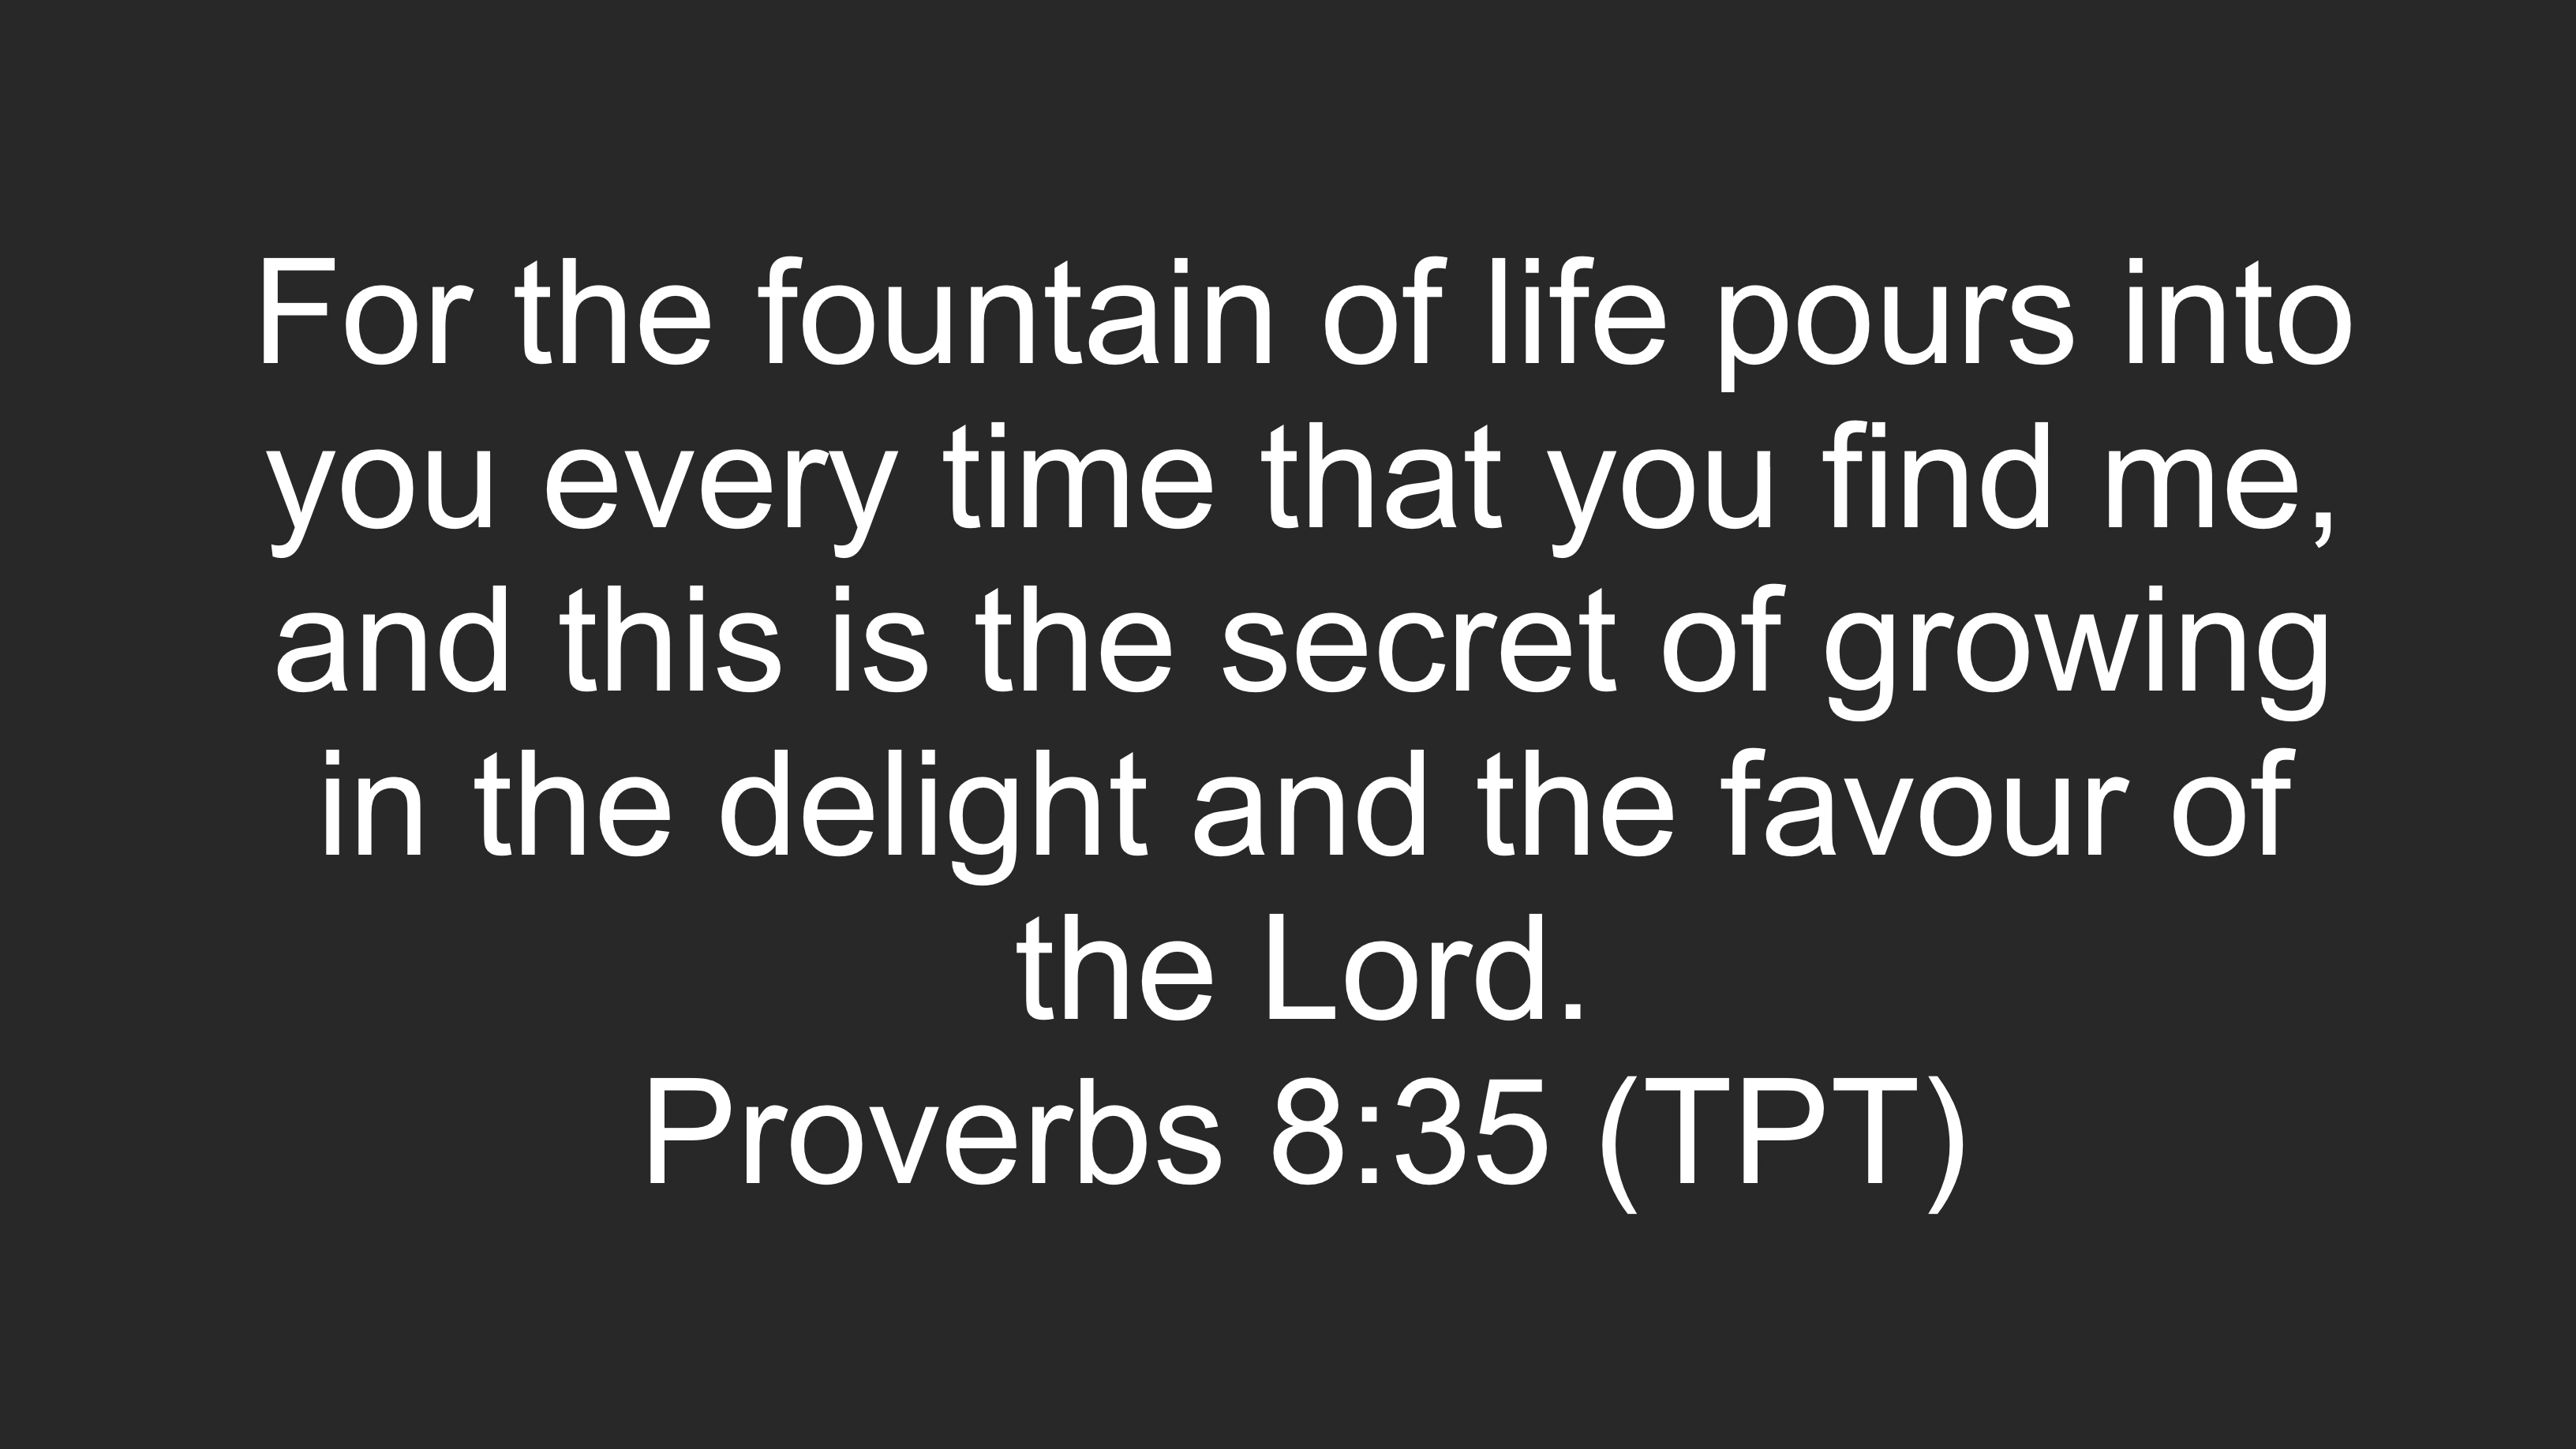 For the fountain of life pours into
you every time that you find me,
and this is the secret of growing
in the delight and the favour of
the Lord.
Proverbs 8:35 (TPT)